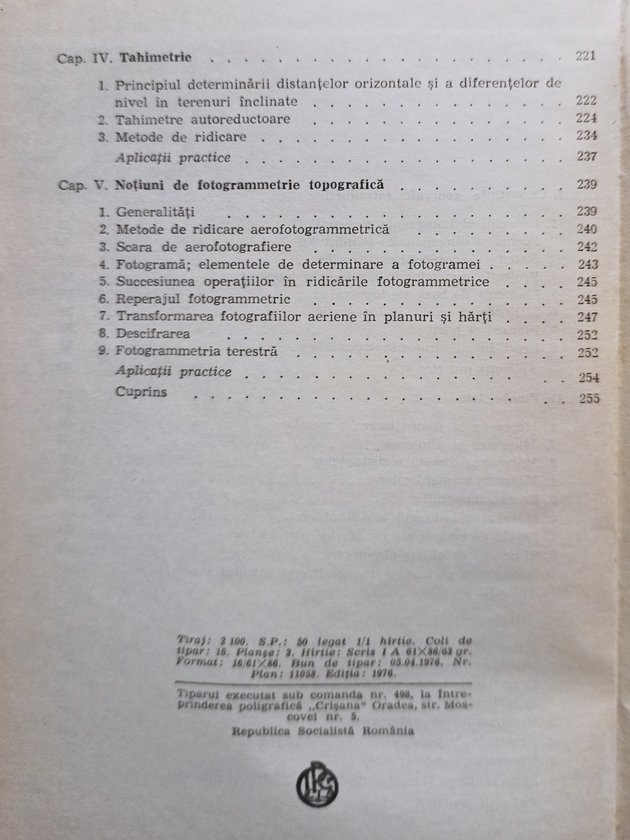 Cap. IV. Tahimetrie . . . . . . . . . . . . . . . . . . 221
1. Principiul determinării distanțelor orizontale și a diferențelor de
nivel în terenuri înclinate . . . . . . . . . . . . . 222
2. Tahimetre autoreductoare . . . . . . . . . . . . . 224
3. Metode de ridicare . . . . . . . . . . . . . . . . 234
Aplicații practice . . . . . . . . . . . . . . . . 237
Cap. V. Noțiuni de fotogrammetrie topografică . . . . . . . . 239
1. Generalități . . . . . . . . . . . . . . . . . 239
2. Metode de ridicare aerofotogrammetrică . . . . . . . . 240
3. Scara de aerofotografiere . . . . . . . . . . . . . 242
4. Fotogramă; elementele de determinare a fotogramei . . . . . 243
5. Succesiunea operațiilor în ridicările fotogrammetrice . . . . 245
6. Reperajul fotogrammetric . . . . . . . . . . . . . 245
7. Transformarea fotografiilor aeriene în planuri și hărți . . . . 247
8. Descifrarea . . . . . . . . . . . . . . . . . 252
9. Fotogrammetria terestră . . . . . . . . . . . . . 252
Aplicații practice . . . . . . . . . . . . . . . . 254
Cuprins . . . . . . . . . . . . . . . . . . 255
Tiraj: 2 100. S.P.: 50 legat 1/1 hîrtie. Coli de
tipar: 16. Planșe: 3. Hîrtie: Scris I A 61×86/63 gr.
Format: 16/61×86. Bun de tipar: 05.04.1976. Nr.
Plan: 11058. Ediția: 1976.
Tiparul executat sub comanda nr. 498, la Între-
prinderea poligrafică „Crișana" Oradea, str. Mos-
covei nr. 5.
Republica Socialistă România